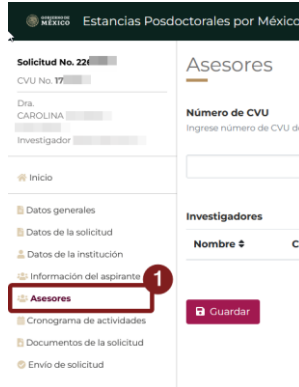 GOBIERNO DE
MÉXICO
Estancias Posdoctorales por México
Solicitud No. 226
CVU No. 17
Dra.
CAROLINA
Investigador
Asesores
Número de CVU
Ingrese número de CVU de
Inicio
Datos generales
Datos de la solicitud
Datos de la institución
Información del aspirante
1
Asesores
Cronograma de actividades
Documentos de la solicitud
Envío de solicitud
Investigadores
Nombre
Guardar